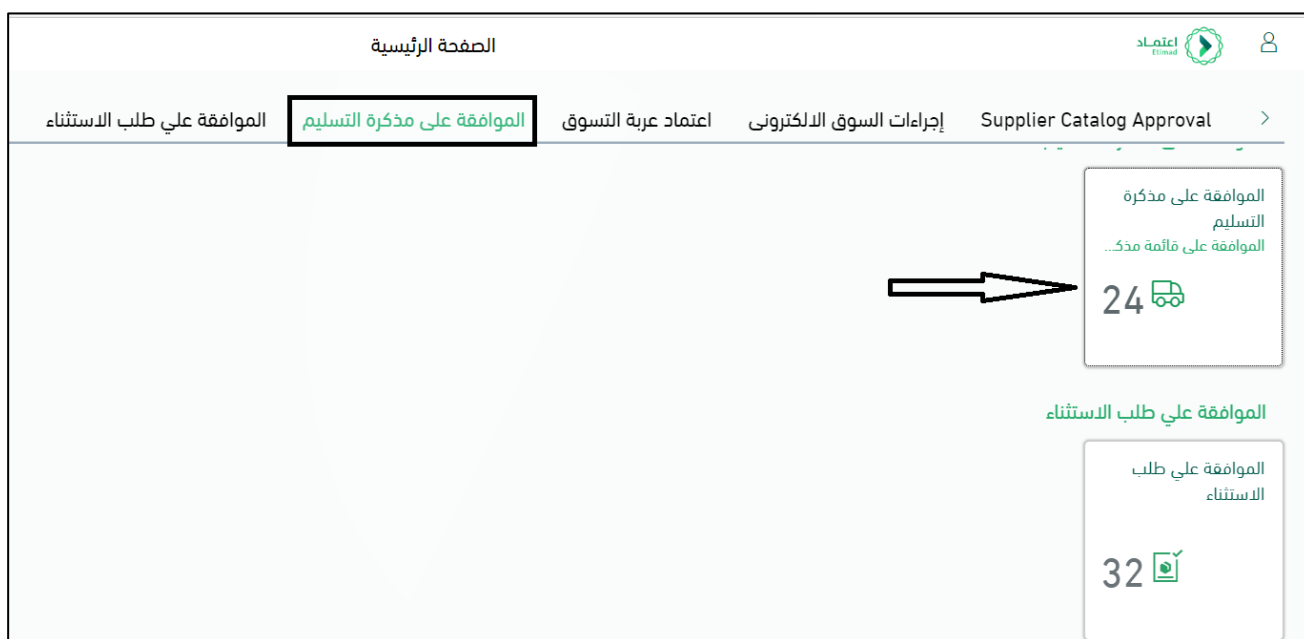 اعتمـاد
Etimad
الصفحة الرئيسية
Supplier Catalog Approval
إجراءات السوق الالكترونى
اعتماد عربة التسوق
الموافقة على مذكرة التسليم
الموافقة علي طلب الاستثناء
الموافقة على مذكرة
التسليم
الموافقة على قائمة مذك...
24
الموافقة علي طلب الاستثناء
الموافقة علي طلب
الاستثناء
32